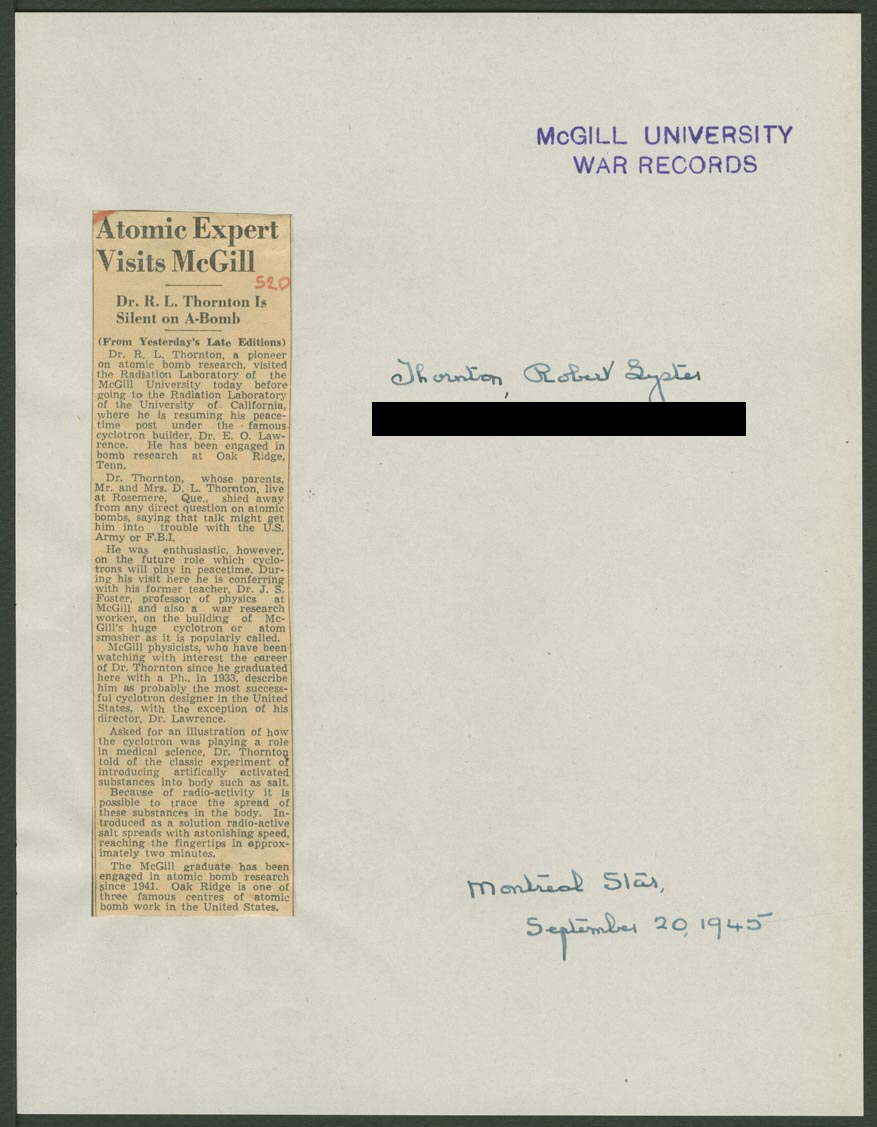 McGILL UNIVERSITY
WAR RECORDS
Atomic Expert
Visits McGill
520
Dr. R. L. Thornton Is
Silent on A-Bomb
(From Yesterday's Late Editions)
Dr. R. L. Thornton, a pioneer
on atomic bomb research, visited
the Radiation Laboratory of the
McGill University today before
going to the Radiation Laboratory
of the University of California,
where he is resuming his peace-
time post under the famous
cyclotron builder, Dr. E. O. Law-
rence. He has been engaged in
bomb research at Oak Ridge,
Tenn.
Dr. Thornton, whose parents,
Mr. and Mrs. D. L. Thornton, live
at Rosemere, Que., shied away
from any direct question on atomic
bombs, saying that talk might get
him into trouble with the U.S.
Army or F.B.I.
He was enthusiastic, however,
on the future role which cyclo-
trons will play in peacetime. Dur-
ing his visit here he is conferring
with his former teacher, Dr. J. S.
Foster, professor of physics at
McGill and also a war research
worker, on the building of Mc-
Gill's huge cyclotron or atom
smasher as it is popularly called.
McGill physicists, who have been
watching with interest the career
of Dr. Thornton since he graduated
here with a Ph., in 1933, describe
him as probably the most success-
ful cyclotron designer in the United
States, with the exception of his
director, Dr. Lawrence.
Asked for an illustration of how
the cyclotron was playing a role
in medical science, Dr. Thornton
told of the classic experiment of
introducing artifically activated
substances into body such as salt.
Because of radio-activity it is
possible to trace the spread of
these substances in the body. In-
troduced as a solution radio-active
salt spreads with astonishing speed,
reaching the fingertips in approx-
imately two minutes.
The McGill graduate has been
engaged in atomic bomb research
since 1941. Oak Ridge is one of
three famous centres of atomic
bomb work in the United States.
Thornton, Robert Lyster
Montreal Star,
September 20, 1945